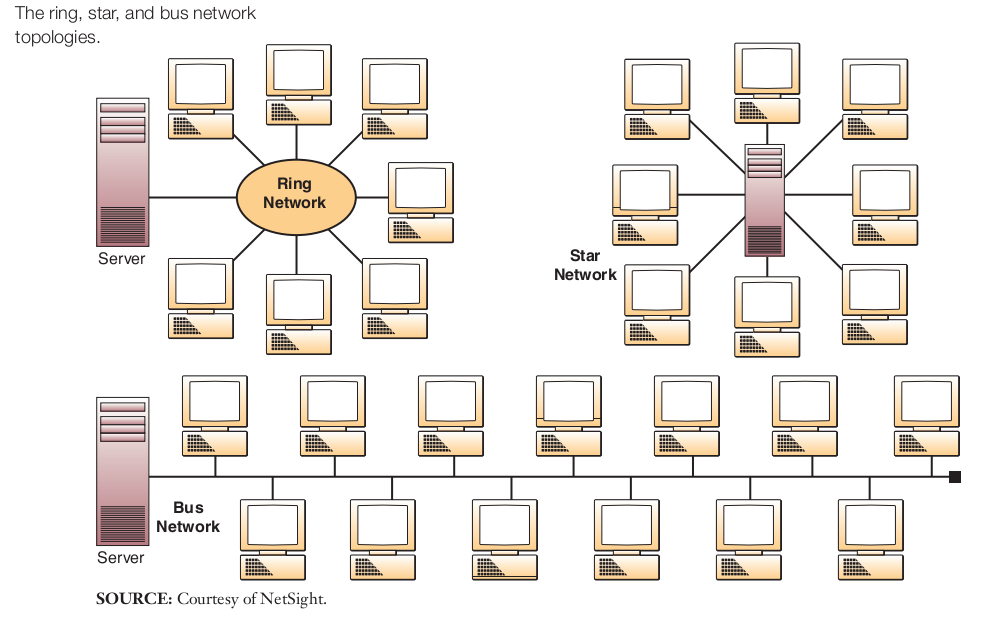 The ring, star, and bus network
topologies.
Ring
Network
Server
Star
Network
Bus
Network
Server
SOURCE: Courtesy of NetSight.